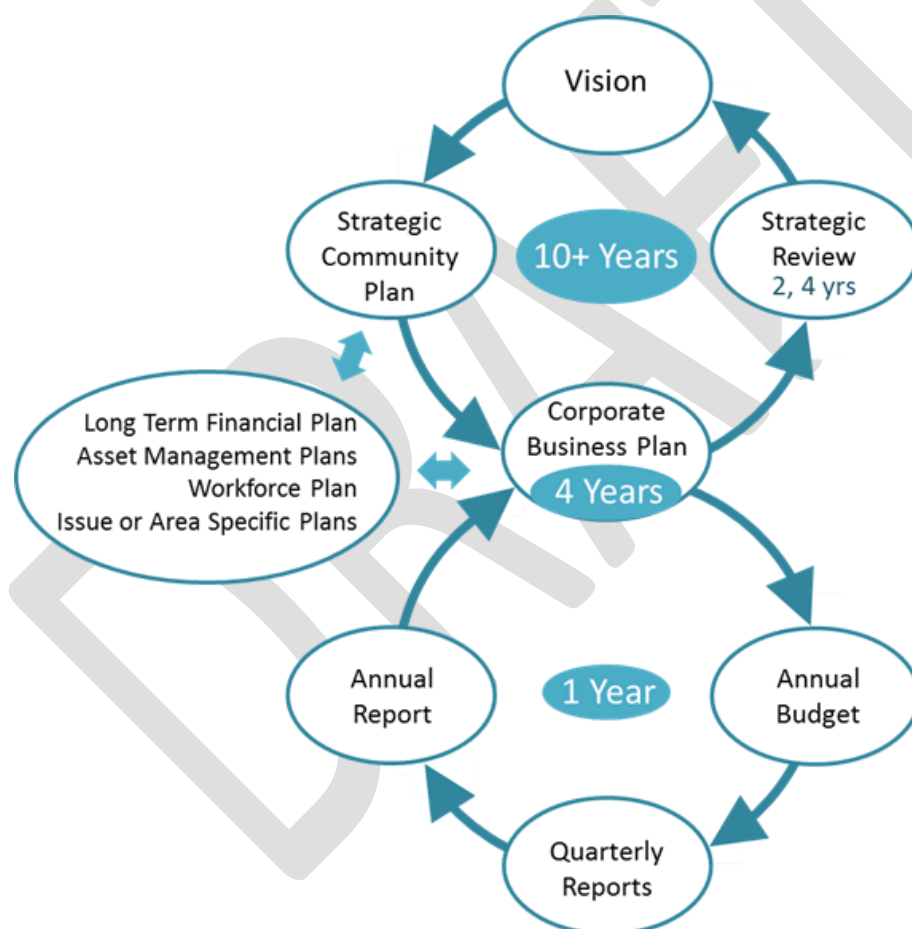 Vision
Strategic
Community
Plan
10+ Years
Strategic
Review
2, 4 yrs
Long Term Financial Plan
Asset Management Plans
Workforce Plan
Issue or Area Specific Plans
Corporate
Business Plan
4 Years
Annual
Report
1 Year
Annual
Budget
Quarterly
Reports
DRAFT